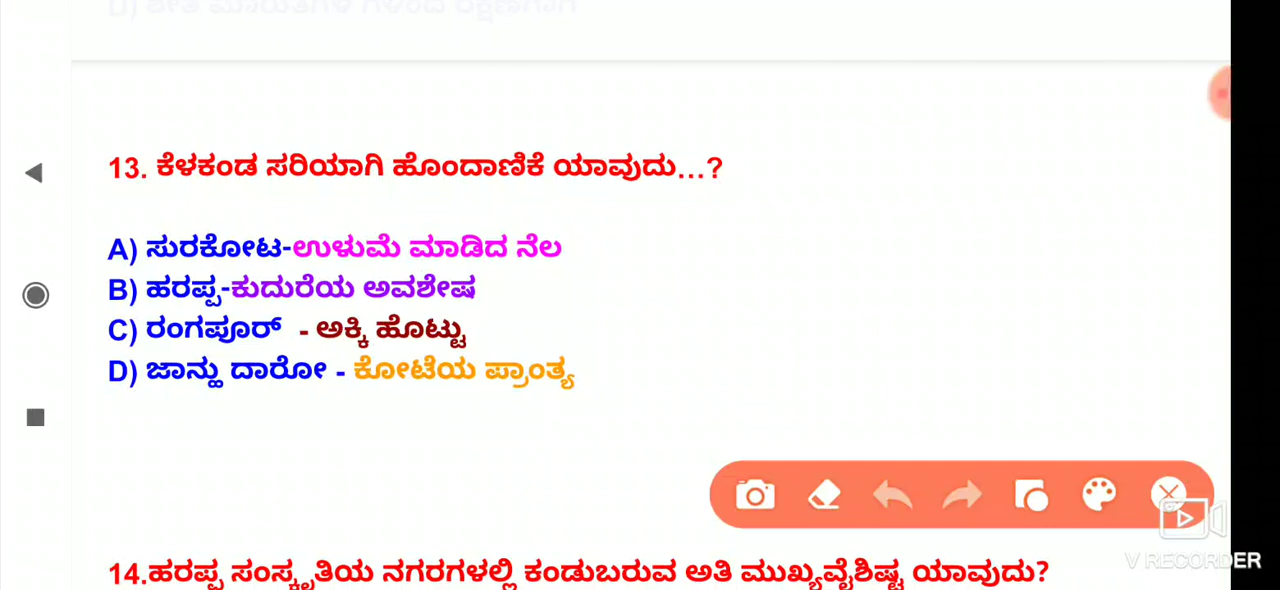 13. ಕೆಳಕಂಡ ಸರಿಯಾಗಿ ಹೊಂದಾಣಿಕೆ ಯಾವುದು...?
A) ಸುರಕೋಟ-ಉಳುಮೆ ಮಾಡಿದ ನೆಲ
B) ಹರಪ್ಪ-ಕುದುರೆಯ ಅವಶೇಷ
C) ರಂಗಪೂರ್ - ಅಕ್ಕಿ ಹೊಟ್ಟು
D) ಜಾನ್ಹು ದಾರೋ - ಕೋಟೆಯ ಪ್ರಾಂತ್ಯ
V RECORDER
14.ಹರಪ್ಪ ಸಂಸ್ಕೃತಿಯ ನಗರಗಳಲ್ಲಿ ಕಂಡುಬರುವ ಅತಿ ಮುಖ್ಯವೈಶಿಷ್ಟ ಯಾವುದು?